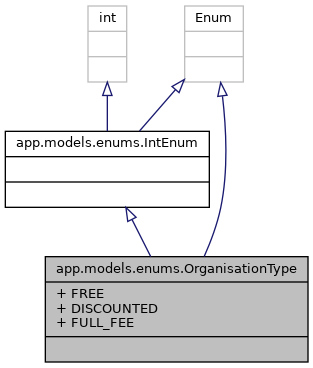 int
Enum
app.models.enums.IntEnum
app.models.enums.OrganisationType
+ FREE
+ DISCOUNTED
+ FULL_FEE